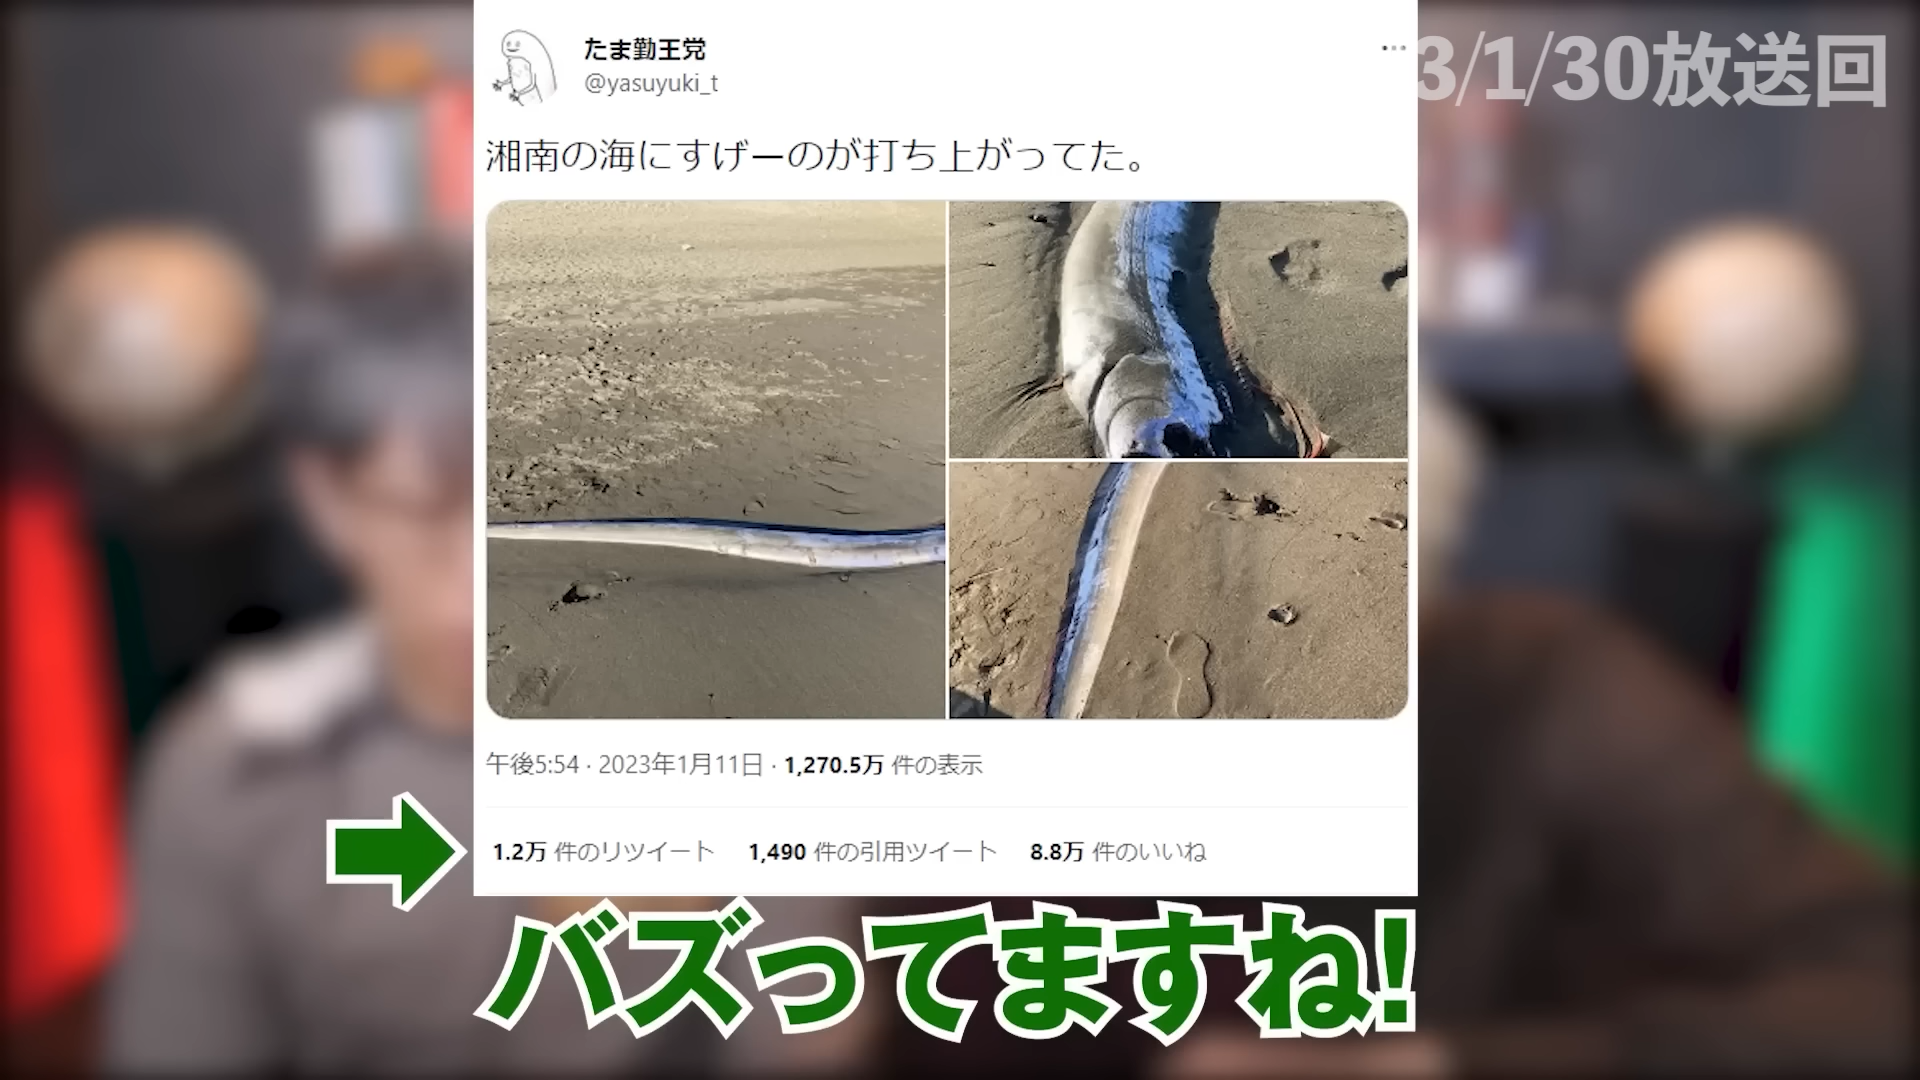 たま勤王党
@yasuyuki_t
3/1/30放送回
湘南の海にすげーのが打ち上がってた。
午後5:54 · 2023年1月11日 · 1,270.5万 件の表示
1.2万 件のリツイート 1,490 件の引用ツイート 8.8万 件のいいね
バズってますね!